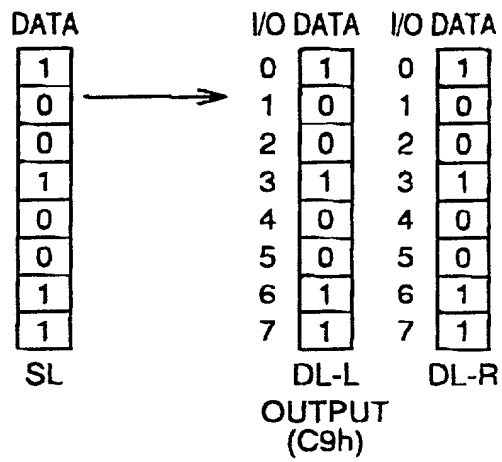 DATA I/O DATA I/O DATA
1 0 1 0 1
0 1 0 1 0
0 2 0 2 0
1 3 1 3 1
0 4 0 4 0
0 5 0 5 0
1 6 1 6 1
1 7 1 7 1
SL DL-L DL-R
OUTPUT
(C9h)